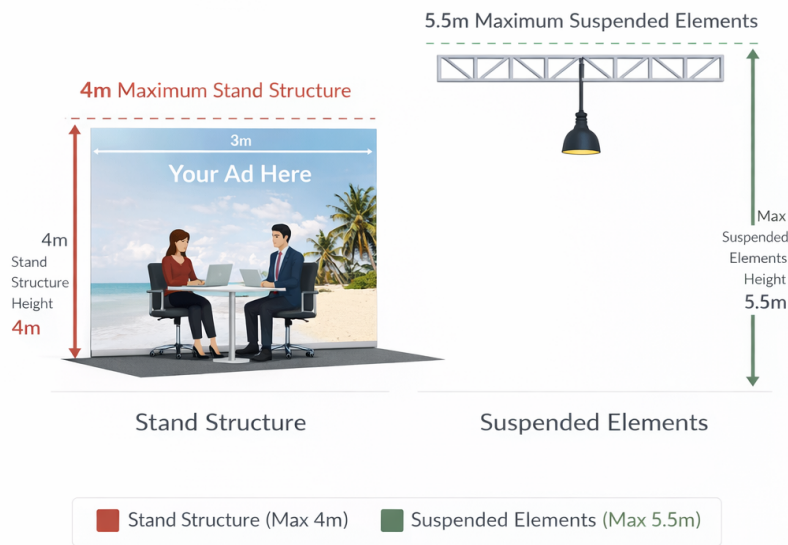 5.5m Maximum Suspended Elements
4m Maximum Stand Structure
3m
Your Ad Here
4m
Stand
Structure
Height
4m
Max
Suspended
Elements
Height
5.5m
Stand Structure
Suspended Elements
Stand Structure (Max 4m)
Suspended Elements (Max 5.5m)